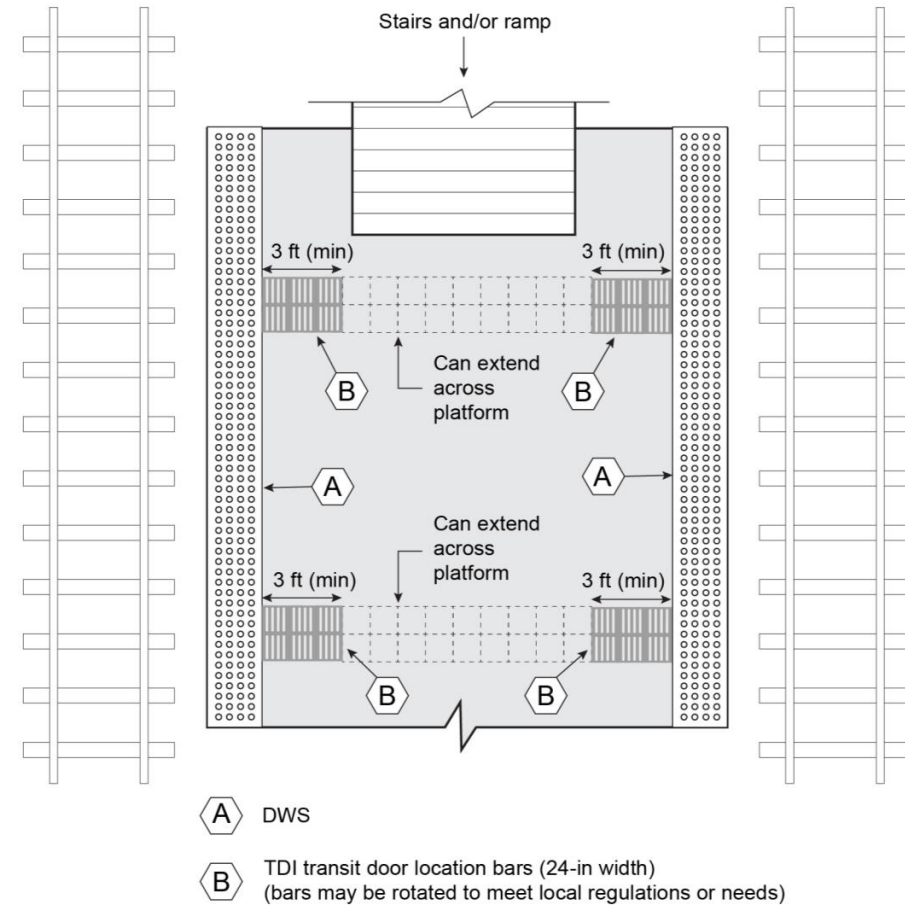 Stairs and/or ramp
3 ft (min)
3 ft (min)
B
Can extend
across
platform
B
A
A
Can extend
across
platform
3 ft (min)
3 ft (min)
B
B
A DWS
B TDI transit door location bars (24-in width)
(bars may be rotated to meet local regulations or needs)